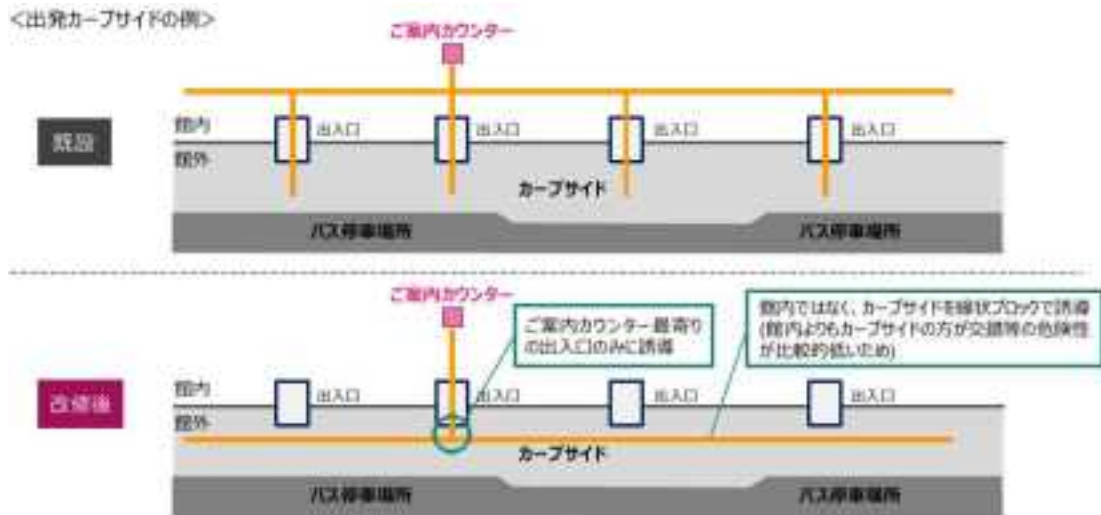 <出発カーブサイドの例>
ご案内カウンター
既設
館内
出入口
出入口
出入口
出入口
館外
カーブサイド
バス停車場所
バス停車場所
ご案内カウンター
ご案内カウンター最寄り
の出入口のみに誘導
館内ではなく、カーブサイドを線状ブロックで誘導
(館内よりもカーブサイドの方が交錯等の危険性
が比較的低いため)
改修後
館内
出入口
出入口
出入口
出入口
館外
カーブサイド
バス停車場所
バス停車場所